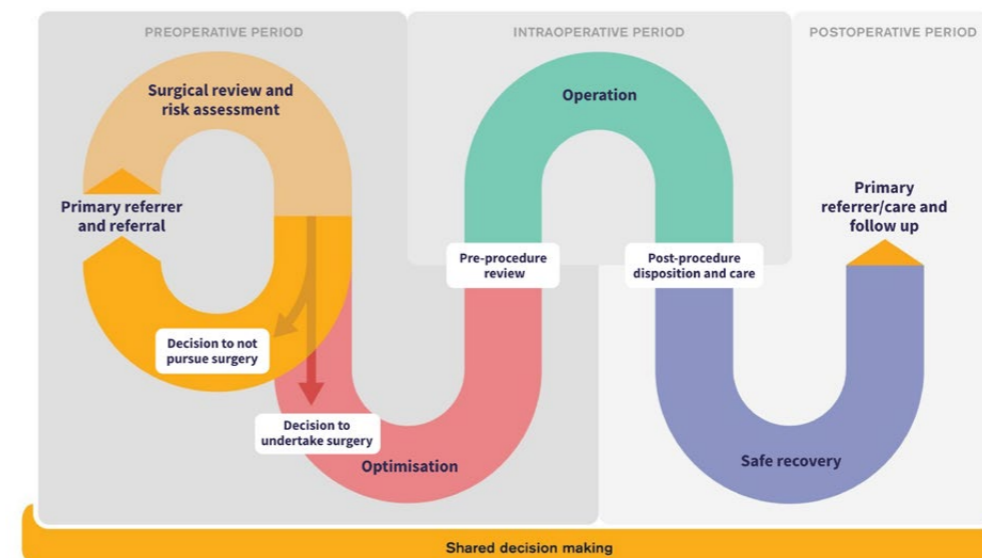 PREOPERATIVE PERIOD
INTRAOPERATIVE PERIOD
POSTOPERATIVE PERIOD
Surgical review and
risk assessment
Operation
Primary referrer
and referral
Primary
referrer/care and
follow up
Pre-procedure
review
Post-procedure
disposition and care
Decision to not
pursue surgery
Decision to
undertake surgery
Optimisation
Safe recovery
Shared decision making